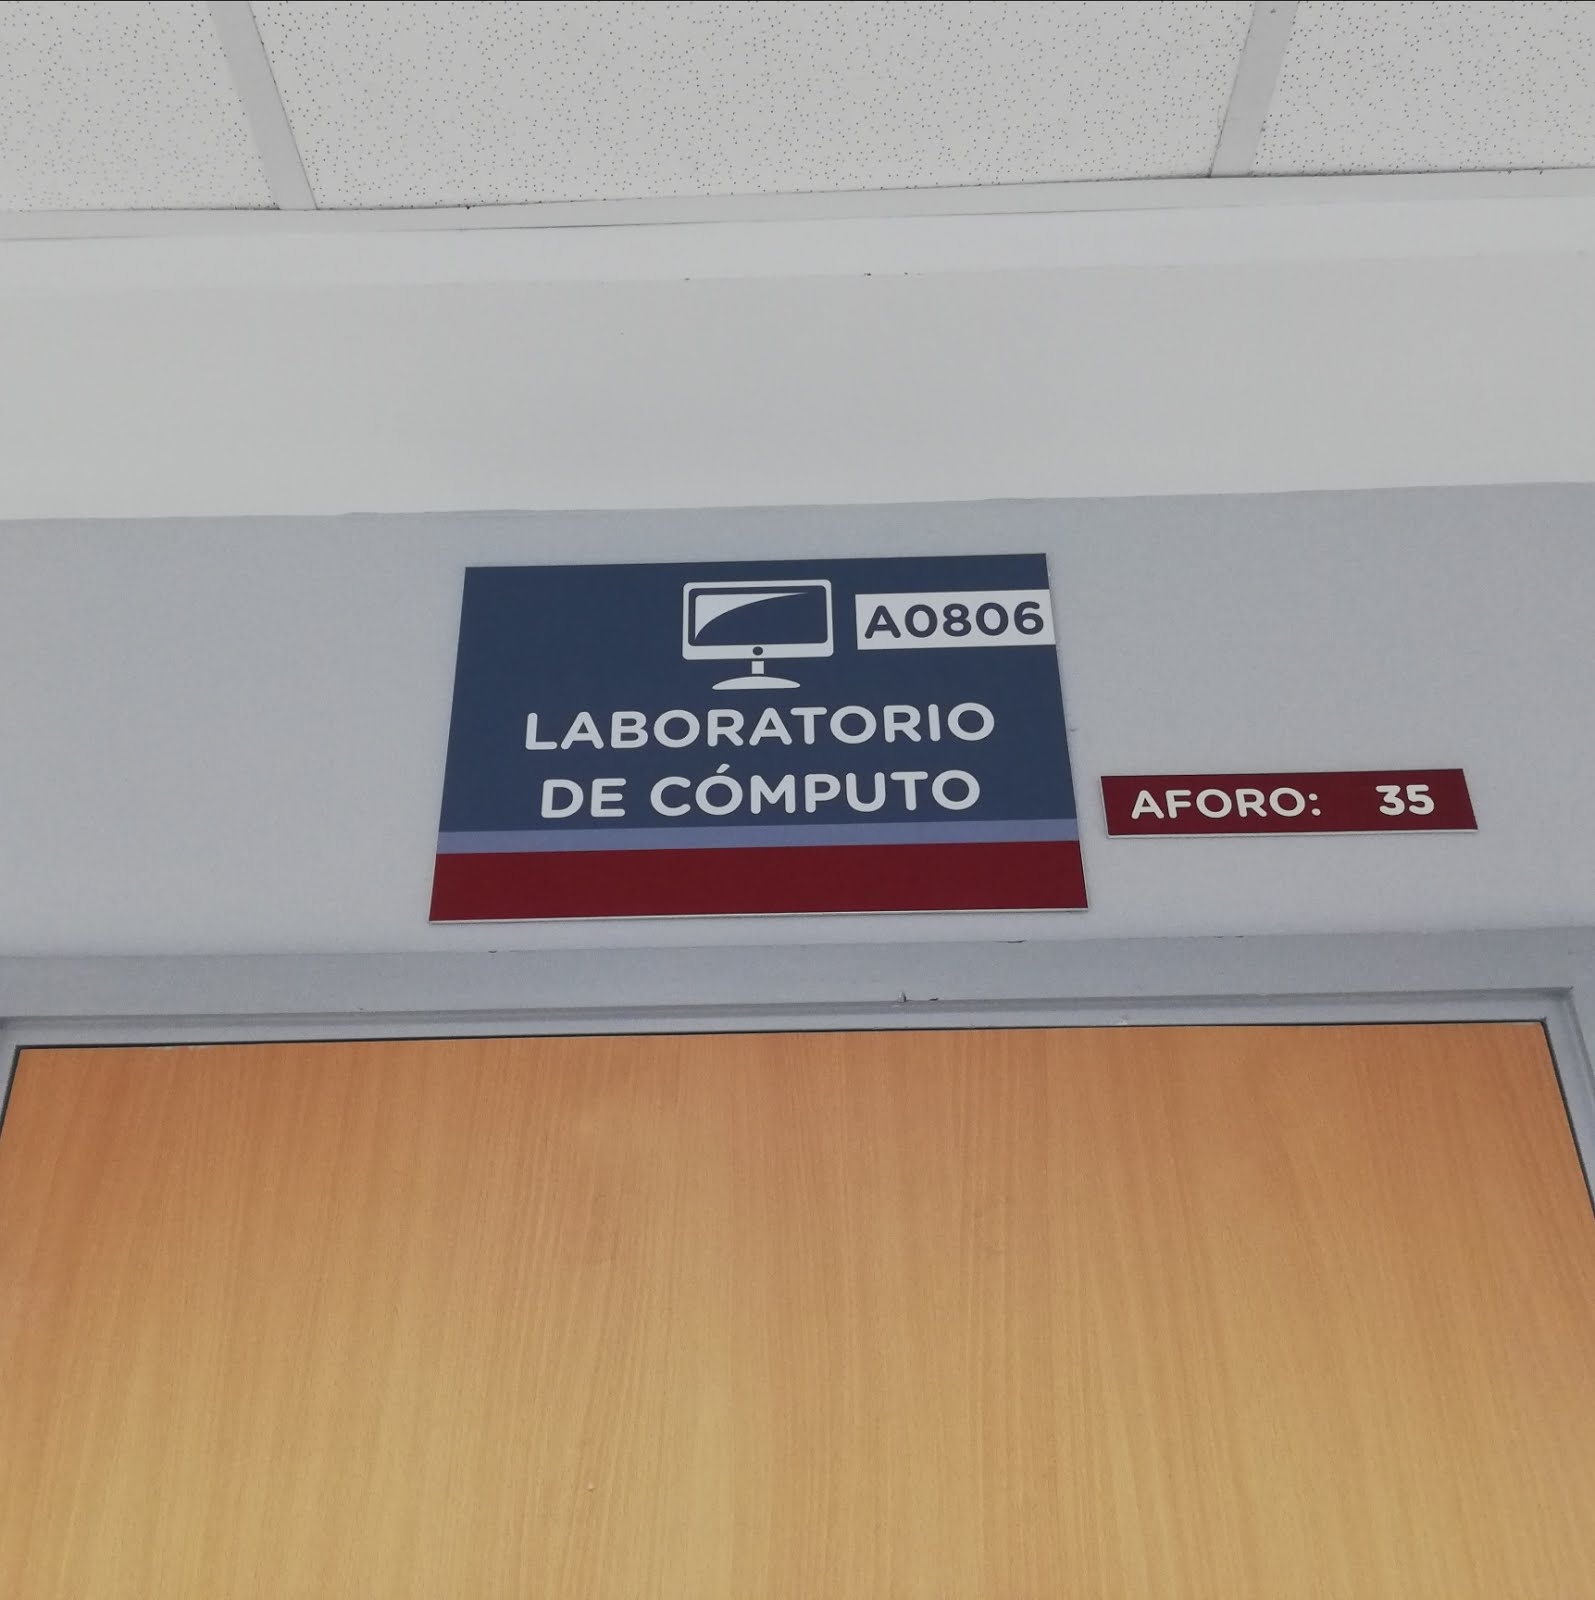 A0806
LABORATORIO
DE CÓMPUTO
AFORO: 35